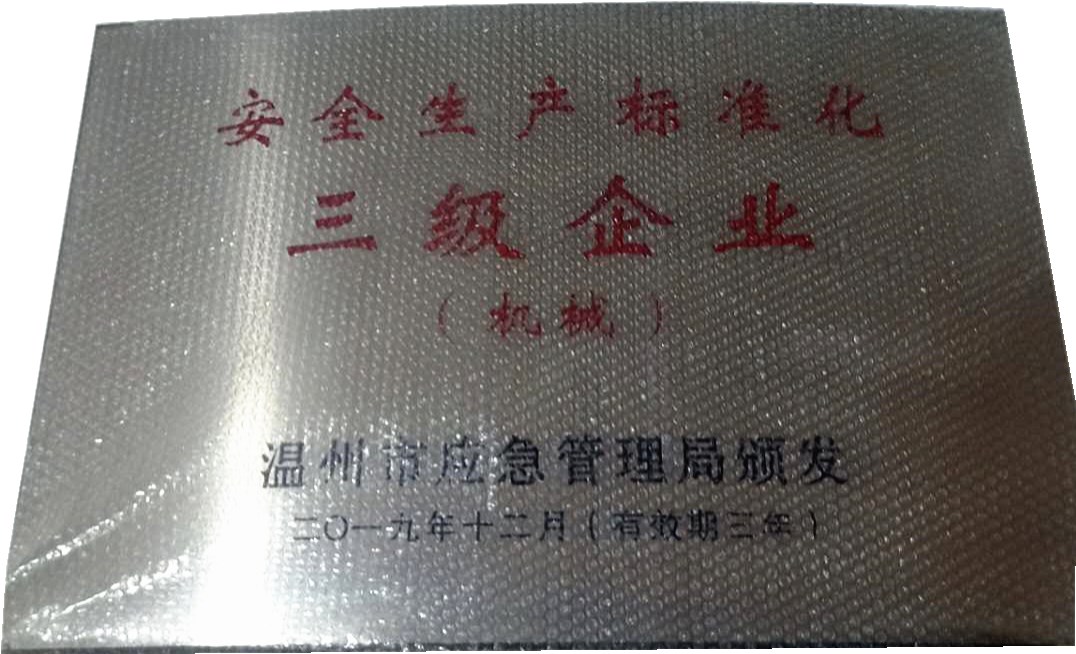 安全生产标准化
三级企业
(机械)
温州市应急管理局颁发
二〇一九年十二月(有效期三年)